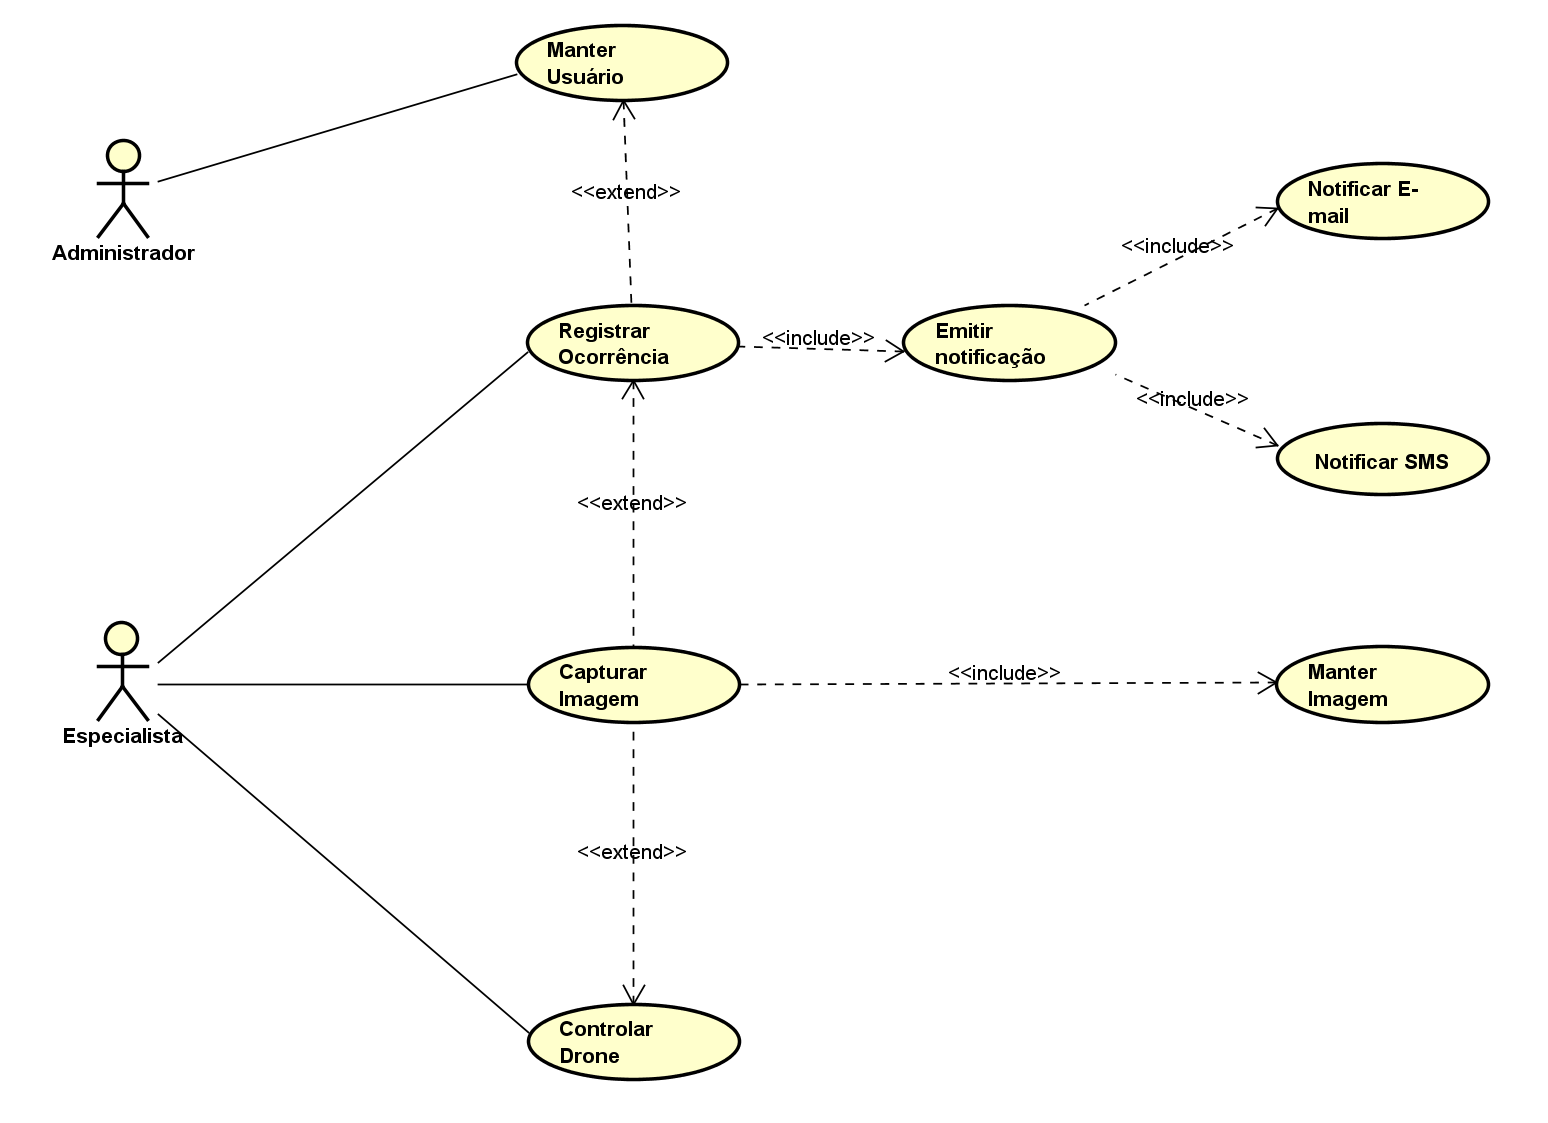 Manter
Usuário
<<extend>>
Administrador
Notificar E-
mail
<<include>>
Registrar
Ocorrência
<<include>>
Emitir
notificação
<<include>>
Notificar SMS
<<extend>>
Especialista
Capturar
Imagem
<<include>>
Manter
Imagem
<<extend>>
Controlar
Drone